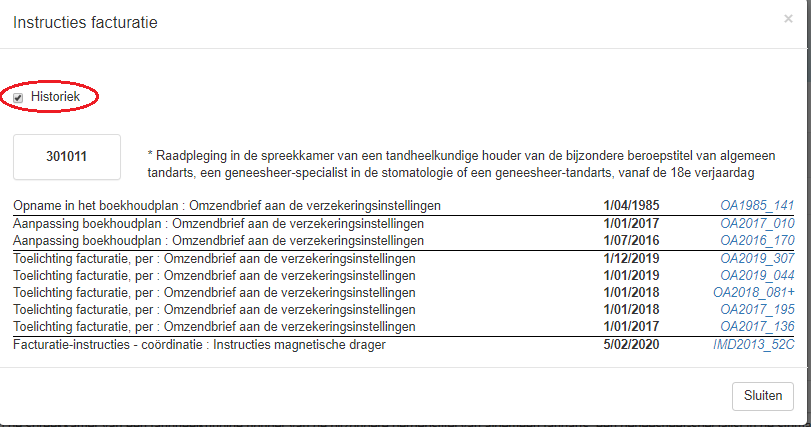 Instructies facturatie ×
Historiek
301011
* Raadpleging in de spreekkamer van een tandheelkundige houder van de bijzondere beroepstitel van algemeen
tandarts, een geneesheer-specialist in de stomatologie of een geneesheer-tandarts, vanaf de 18e verjaardag
Opname in het boekhoudplan : Omzendbrief aan de verzekeringsinstellingen 1/04/1985 OA1985_141
Aanpassing boekhoudplan : Omzendbrief aan de verzekeringsinstellingen 1/01/2017 OA2017_010
Aanpassing boekhoudplan : Omzendbrief aan de verzekeringsinstellingen 1/07/2016 OA2016_170
Toelichting facturatie, per : Omzendbrief aan de verzekeringsinstellingen 1/12/2019 OA2019_307
Toelichting facturatie, per : Omzendbrief aan de verzekeringsinstellingen 1/01/2019 OA2019_044
Toelichting facturatie, per : Omzendbrief aan de verzekeringsinstellingen 1/01/2018 OA2018_081+
Toelichting facturatie, per : Omzendbrief aan de verzekeringsinstellingen 1/01/2018 OA2017_195
Toelichting facturatie, per : Omzendbrief aan de verzekeringsinstellingen 1/01/2017 OA2017_136
Facturatie-instructies - coördinatie : Instructies magnetische drager 5/02/2020 IMD2013_52C
Sluiten